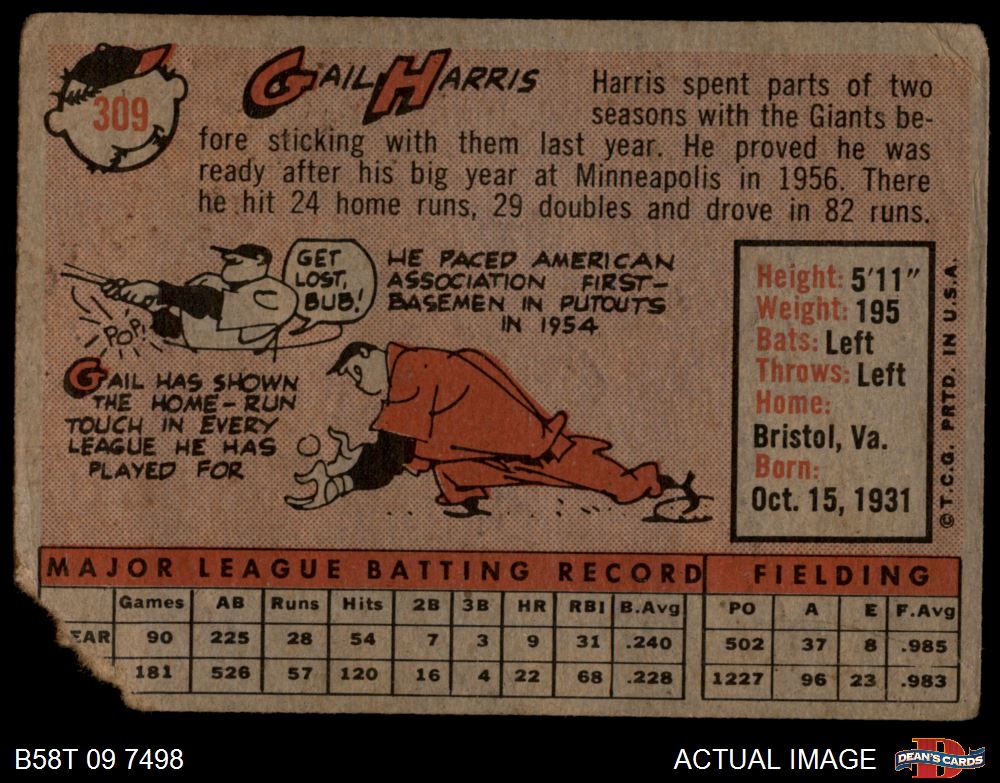 309
GAIL HARRIS
Harris spent parts of two
seasons with the Giants be-
fore sticking with them last year. He proved he was
ready after his big year at Minneapolis in 1956. There
he hit 24 home runs, 29 doubles and drove in 82 runs.
GET
LOST,
BUB!
POP!
HE PACED AMERICAN
ASSOCIATION FIRST-
BASEMEN IN PUTOUTS
IN 1954
GAIL HAS SHOWN
THE HOME-RUN
TOUCH IN EVERY
LEAGUE HE HAS
PLAYED FOR
Height: 5'11"
Weight: 195
Bats: Left
Throws: Left
Home:
Bristol, Va.
Born:
Oct. 15, 1931
© T.C.G. PRTD. IN U.S.A.
MAJOR LEAGUE BATTING RECORD FIELDING
Games AB Runs Hits 2B 3B HR RBI B.Avg PO A E F.Avg
EAR 90 225 28 54 7 3 9 31 .240 502 37 8 .985
181 526 57 120 16 4 22 68 .228 1227 96 23 .983
B58T 09 7498
ACTUAL IMAGE
DEAN'S CARDS